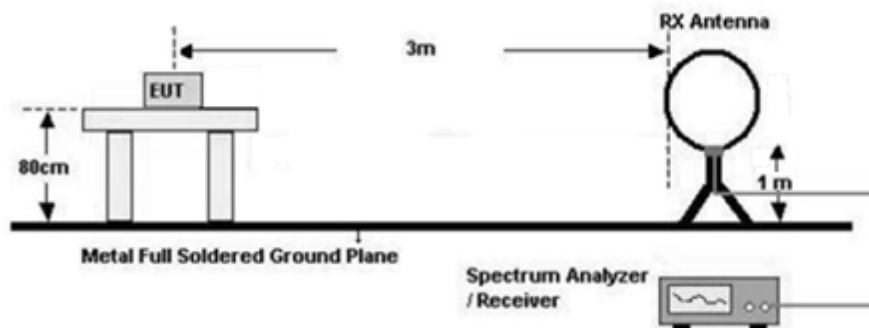 RX Antenna
3m
EUT
80cm
1 m
Metal Full Soldered Ground Plane
Spectrum Analyzer
/ Receiver